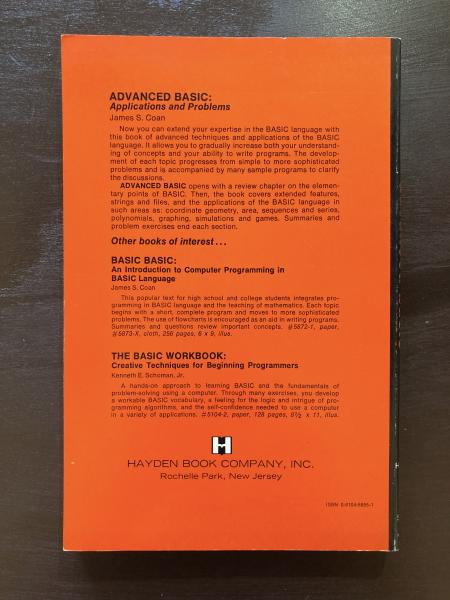 ADVANCED BASIC:
Applications and Problems
James S. Coan
Now you can extend your expertise in the BASIC language with
this book of advanced techniques and applications of the BASIC
language. It allows you to gradually increase both your understand-
ing of concepts and your ability to write programs. The develop-
ment of each topic progresses from simple to more sophisticated
problems and is accompanied by many sample programs to clarify
the discussions.
ADVANCED BASIC opens with a review chapter on the elemen-
tary points of BASIC. Then, the book covers extended features,
strings and files, and the applications of the BASIC language in
such areas as: coordinate geometry, area, sequences and series,
polynomials, graphing, simulations and games. Summaries and
problem exercises end each section.
Other books of interest . . .
BASIC BASIC:
An Introduction to Computer Programming in
BASIC Language
James S. Coan
This popular text for high school and college students integrates pro-
gramming in BASIC language and the teaching of mathematics. Each topic
begins with a short, complete program and moves to more sophisticated
problems. The use of flowcharts is encouraged as an aid in writing programs.
Summaries and questions review important concepts. #5872-1, paper,
#5873-X, cloth, 256 pages, 6 x 9, illus.
THE BASIC WORKBOOK:
Creative Techniques for Beginning Programmers
Kenneth E. Schoman, Jr.
A hands-on approach to learning BASIC and the fundamentals of
problem-solving using a computer. Through many exercises, you develop
a workable BASIC vocabulary, a feeling for the logic and intrigue of pro-
gramming algorithms, and the self-confidence needed to use a computer
in a variety of applications. #5104-2, paper, 128 pages, 8½ x 11, illus.
H
HAYDEN BOOK COMPANY, INC.
Rochelle Park, New Jersey
ISBN 0-8104-5855-1